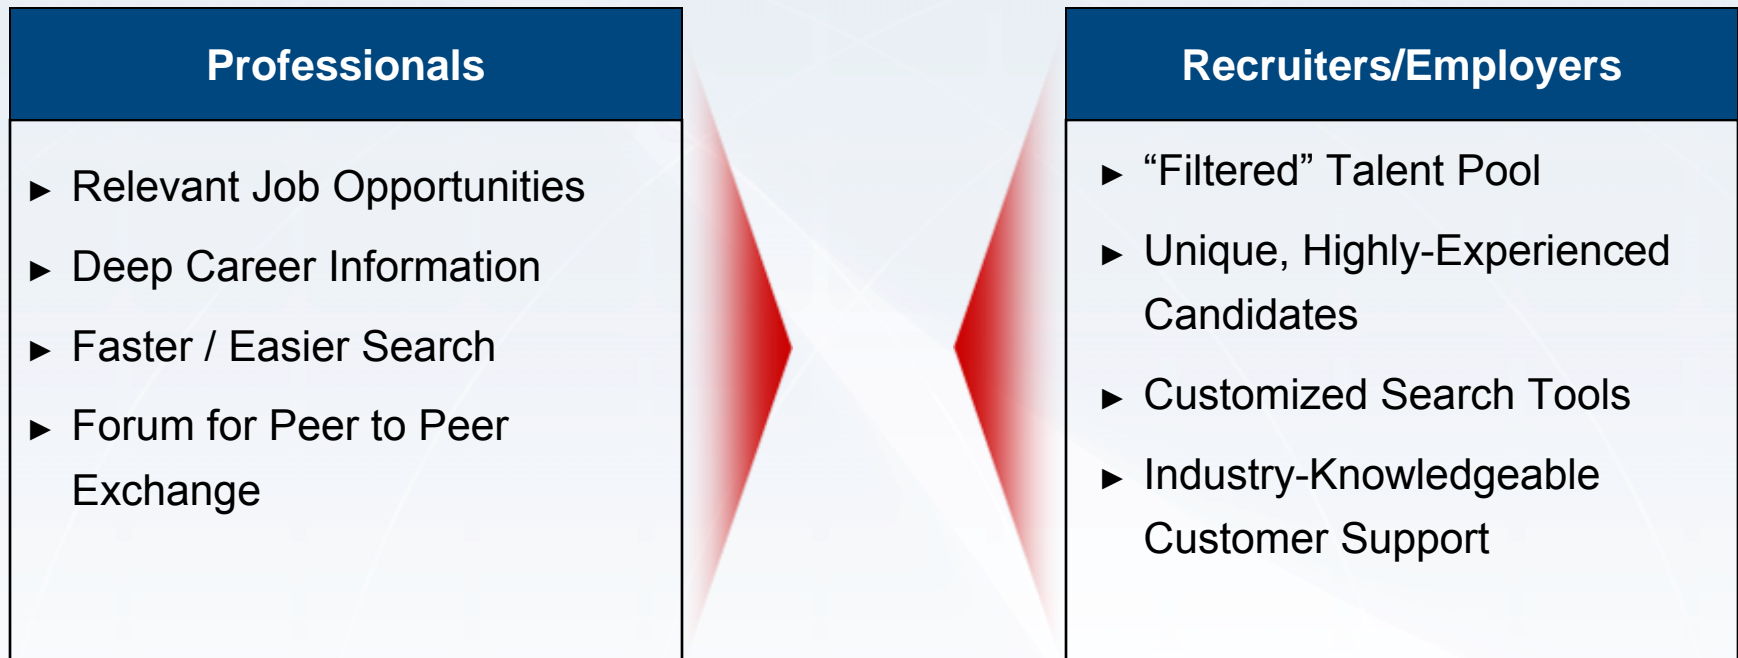 Professionals
► Relevant Job Opportunities
► Deep Career Information
► Faster / Easier Search
► Forum for Peer to Peer
Exchange
Recruiters/Employers
► “Filtered” Talent Pool
► Unique, Highly-Experienced
Candidates
► Customized Search Tools
► Industry-Knowledgeable
Customer Support